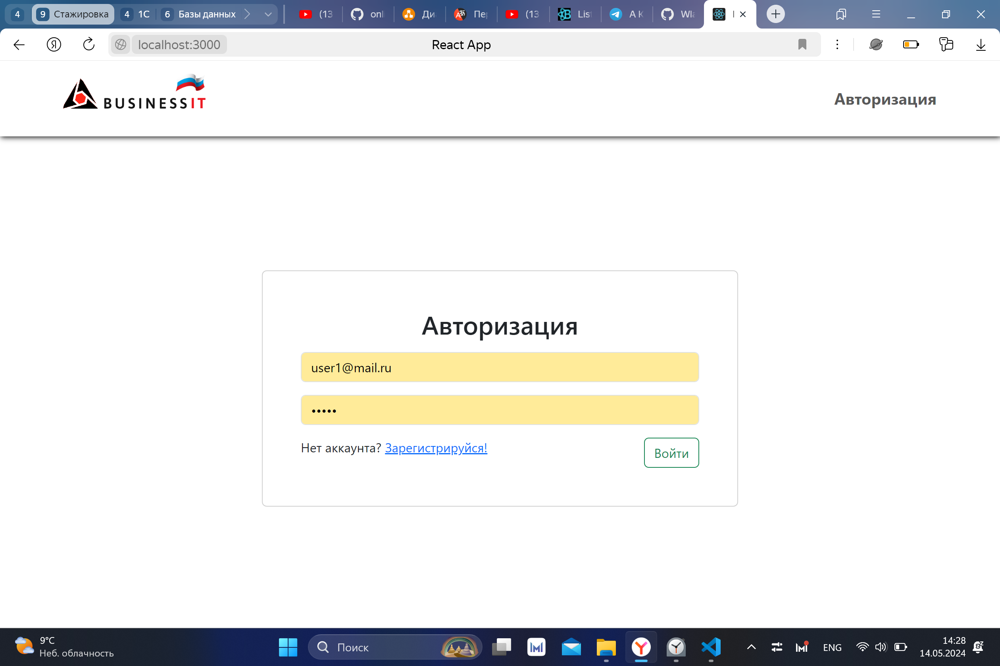 4 9 Стажировка 4 1С 6 Базы данных (13 onl Ди Пе (13 List А К Wla
localhost:3000 React App
BUSINESSIT
Авторизация
Авторизация
user1@mail.ru
•••••
Нет аккаунта? Зарегистрируйся!
Войти
9°C
Неб. облачность
Поиск
ENG
14:28
14.05.2024